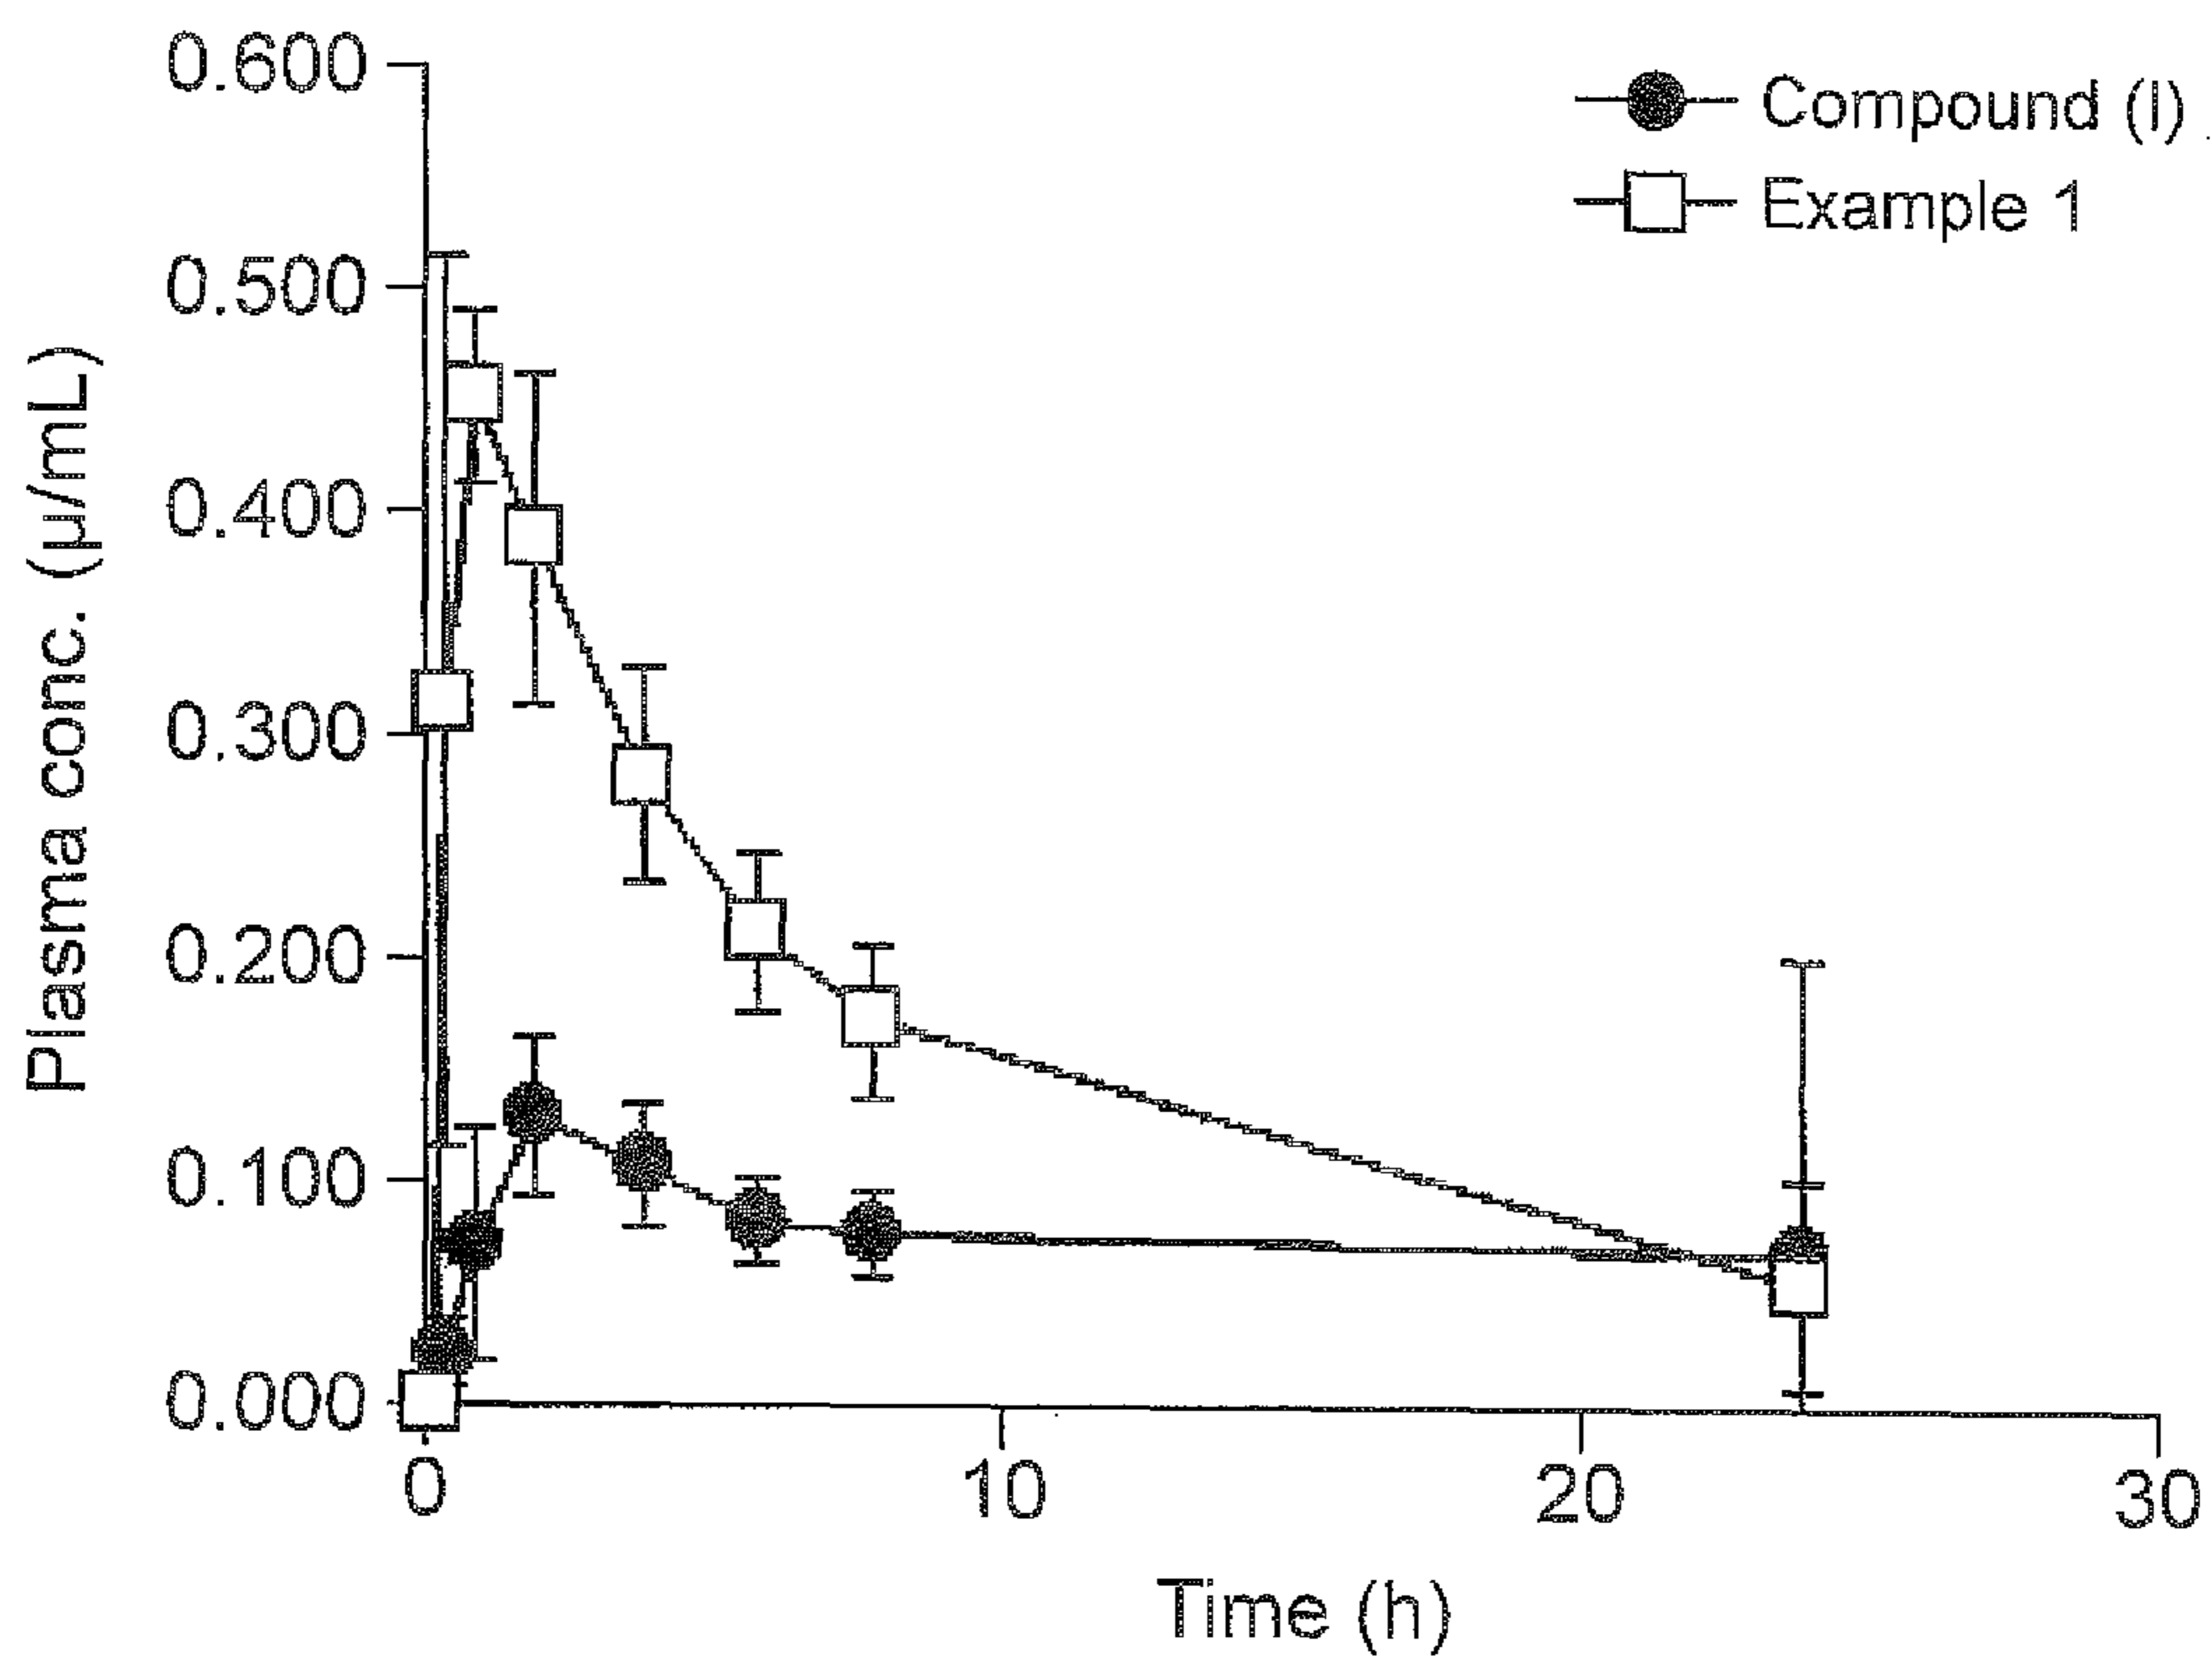 0.600
0.500
0.400
0.300
0.200
0.100
0.000
Plasma conc. (µ/mL)
Compound (I)
Example 1
0
10
20
30
Time (h)